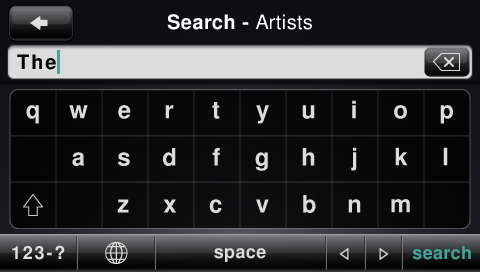 Search - Artists
The
q w e r t y u i o p
a s d f g h j k l
z x c v b n m
123-? space search